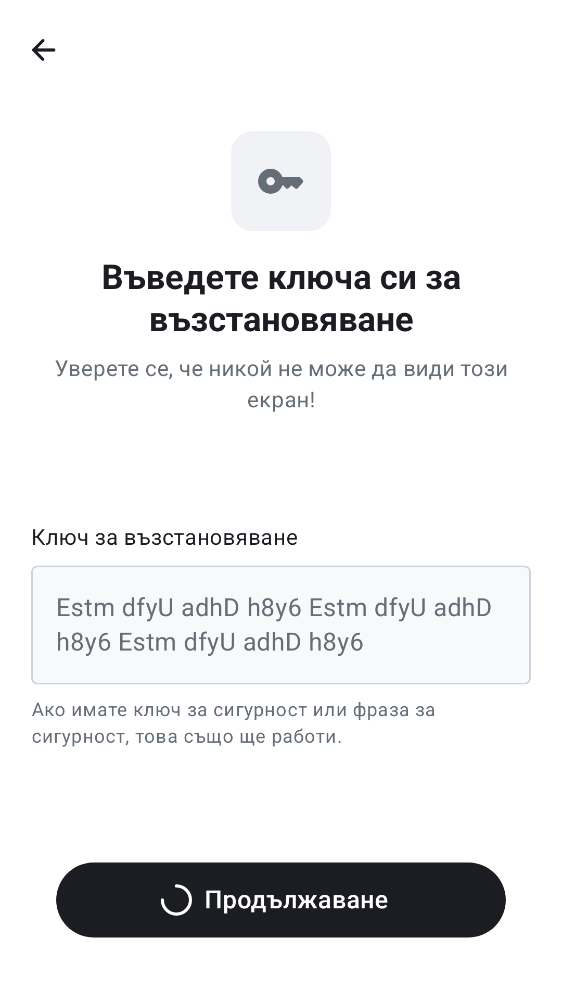 Въведете ключа си за
възстановяване
Уверете се, че никой не може да види този
екран!
Ключ за възстановяване
Estm dfyU adhD h8y6 Estm dfyU adhD
h8y6 Estm dfyU adhD h8y6
Ако имате ключ за сигурност или фраза за
сигурност, това също ще работи.
Продължаване